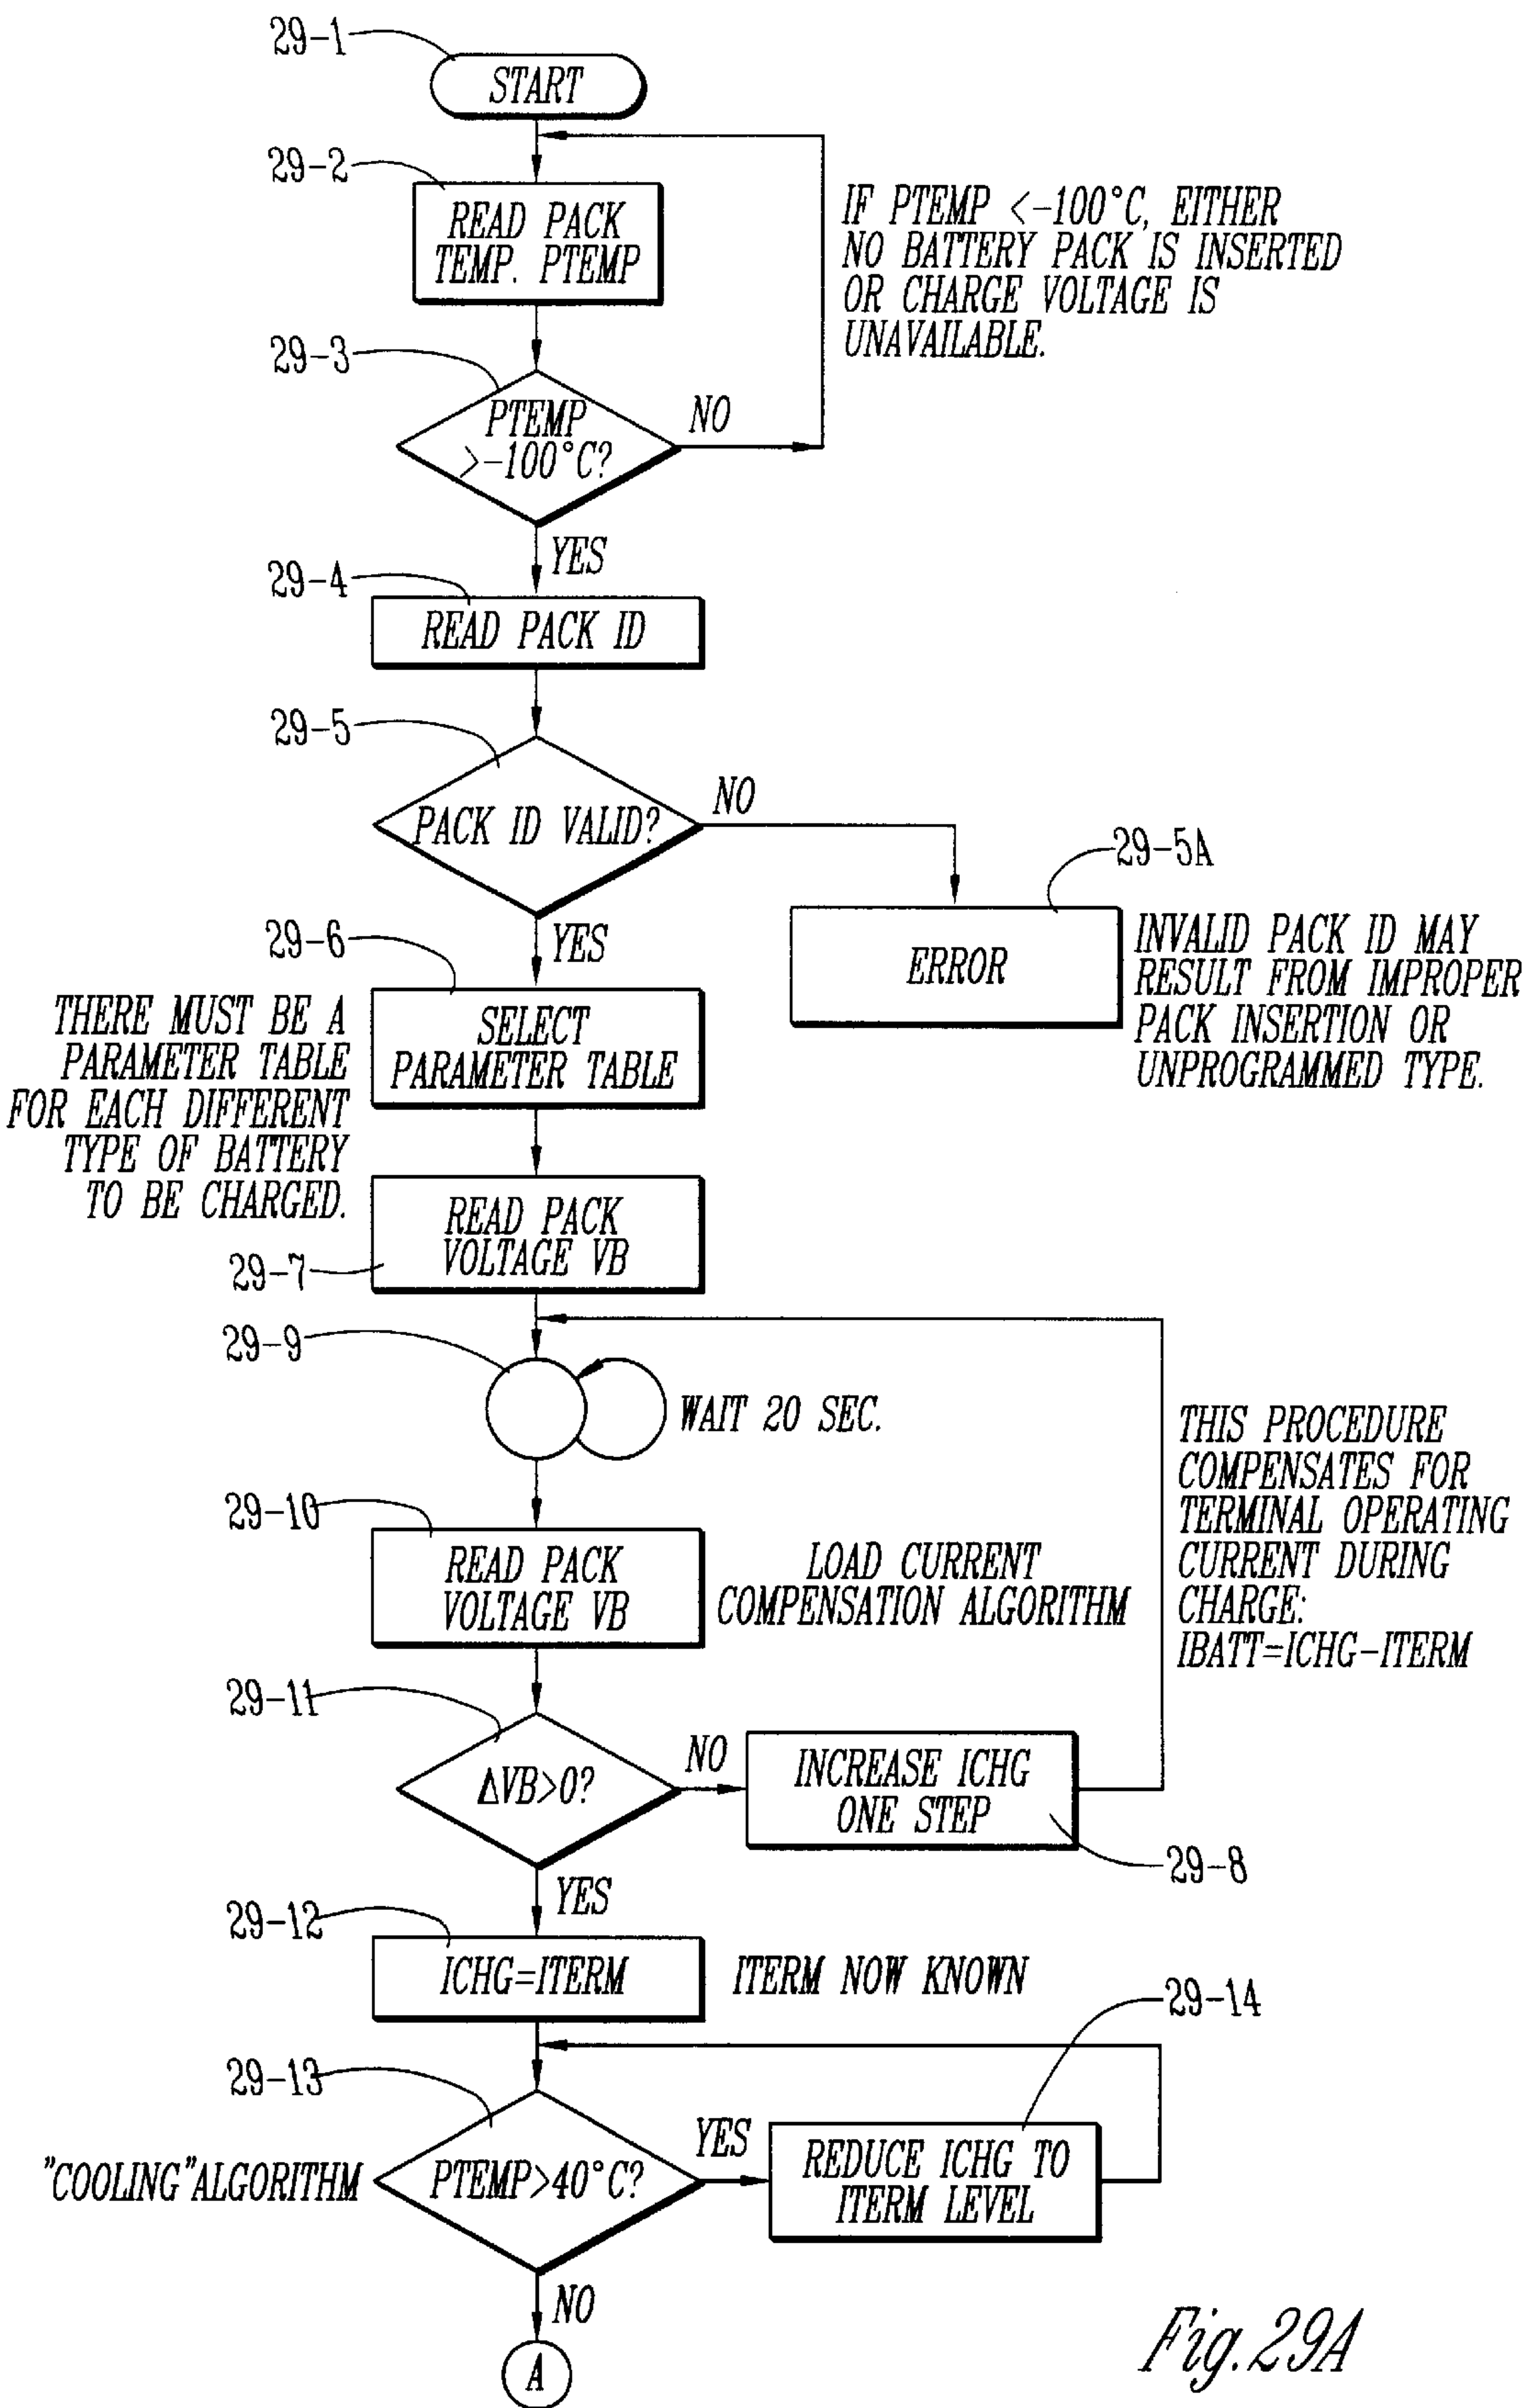 29-1
START
29-2
READ PACK
TEMP. PTEMP
IF PTEMP <-100°C, EITHER
NO BATTERY PACK IS INSERTED
OR CHARGE VOLTAGE IS
UNAVAILABLE.
29-3
PTEMP
>-100°C?
NO
YES
29-4
READ PACK ID
29-5
PACK ID VALID?
NO
29-5A
ERROR
INVALID PACK ID MAY
RESULT FROM IMPROPER
PACK INSERTION OR
UNPROGRAMMED TYPE.
YES
29-6
SELECT
PARAMETER TABLE
THERE MUST BE A
PARAMETER TABLE
FOR EACH DIFFERENT
TYPE OF BATTERY
TO BE CHARGED.
READ PACK
VOLTAGE VB
29-7
29-9
WAIT 20 SEC.
THIS PROCEDURE
COMPENSATES FOR
TERMINAL OPERATING
CURRENT DURING
CHARGE:
IBATT=ICHG-ITERM
29-10
READ PACK
VOLTAGE VB
LOAD CURRENT
COMPENSATION ALGORITHM
29-11
ΔVB>0?
NO
INCREASE ICHG
ONE STEP
29-8
YES
29-12
ICHG=ITERM
ITERM NOW KNOWN
29-14
29-13
"COOLING" ALGORITHM
PTEMP>40°C?
YES
REDUCE ICHG TO
ITERM LEVEL
NO
A
Fig. 29A